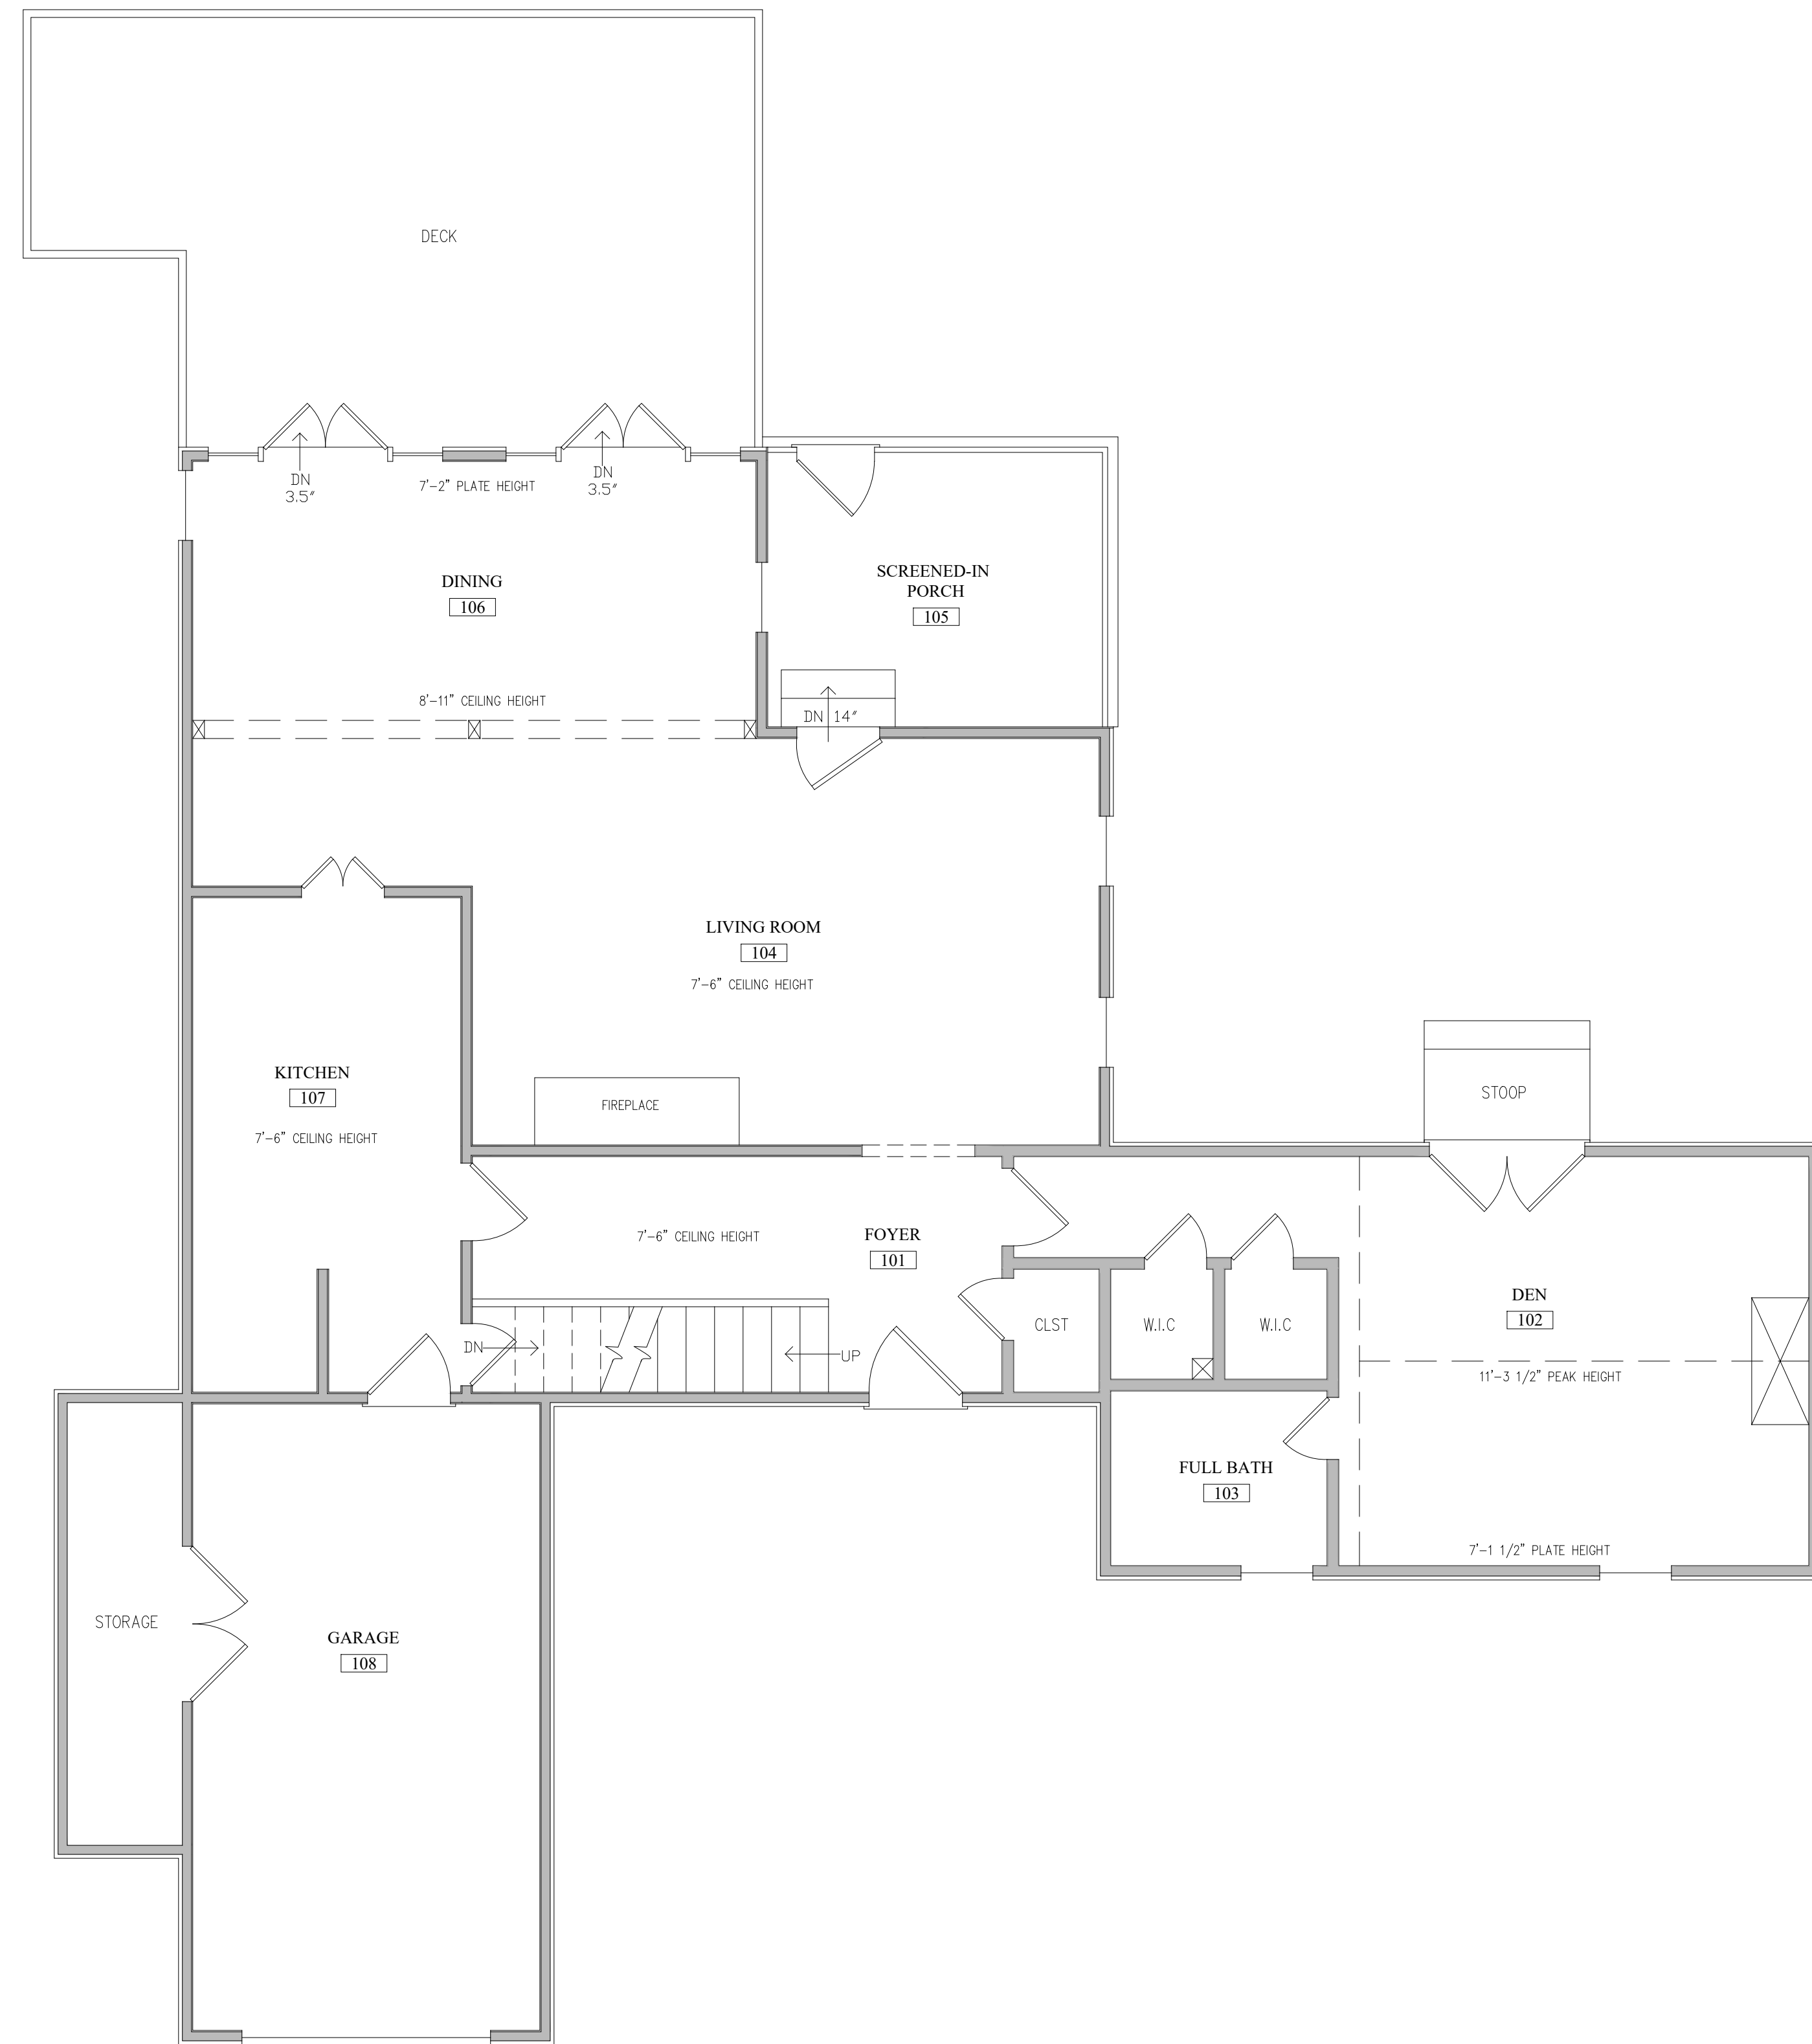 DECK
DN
3.5"
7'-2" PLATE HEIGHT
DN
3.5"
DINING
106
SCREENED-IN
PORCH
105
8'-11" CEILING HEIGHT
DN 14"
LIVING ROOM
104
7'-6" CEILING HEIGHT
KITCHEN
107
7'-6" CEILING HEIGHT
FIREPLACE
STOOP
7'-6" CEILING HEIGHT
FOYER
101
DN
UP
CLST
W.I.C
W.I.C
DEN
102
11'-3 1/2" PEAK HEIGHT
FULL BATH
103
7'-1 1/2" PLATE HEIGHT
STORAGE
GARAGE
108